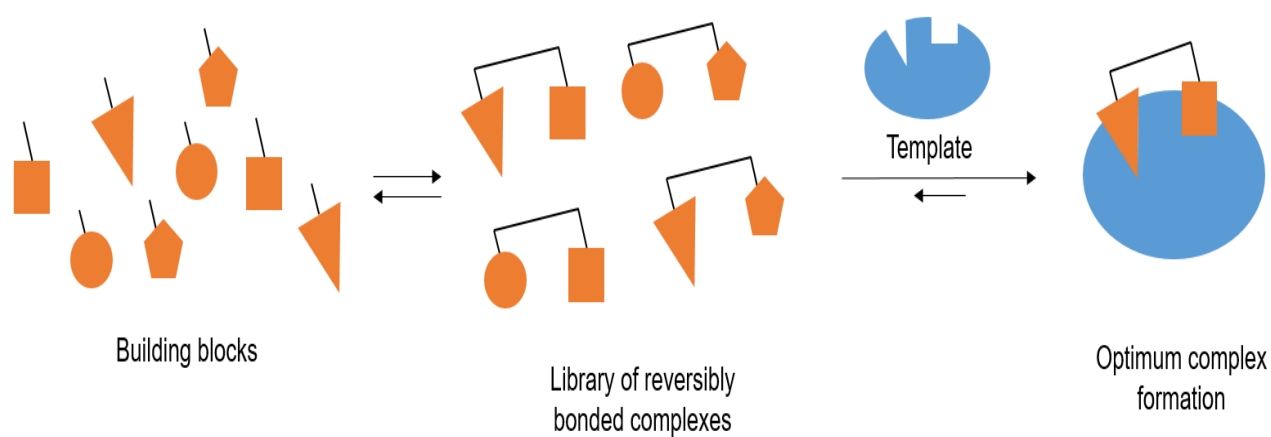 Template
Building blocks
Library of reversibly
bonded complexes
Optimum complex
formation